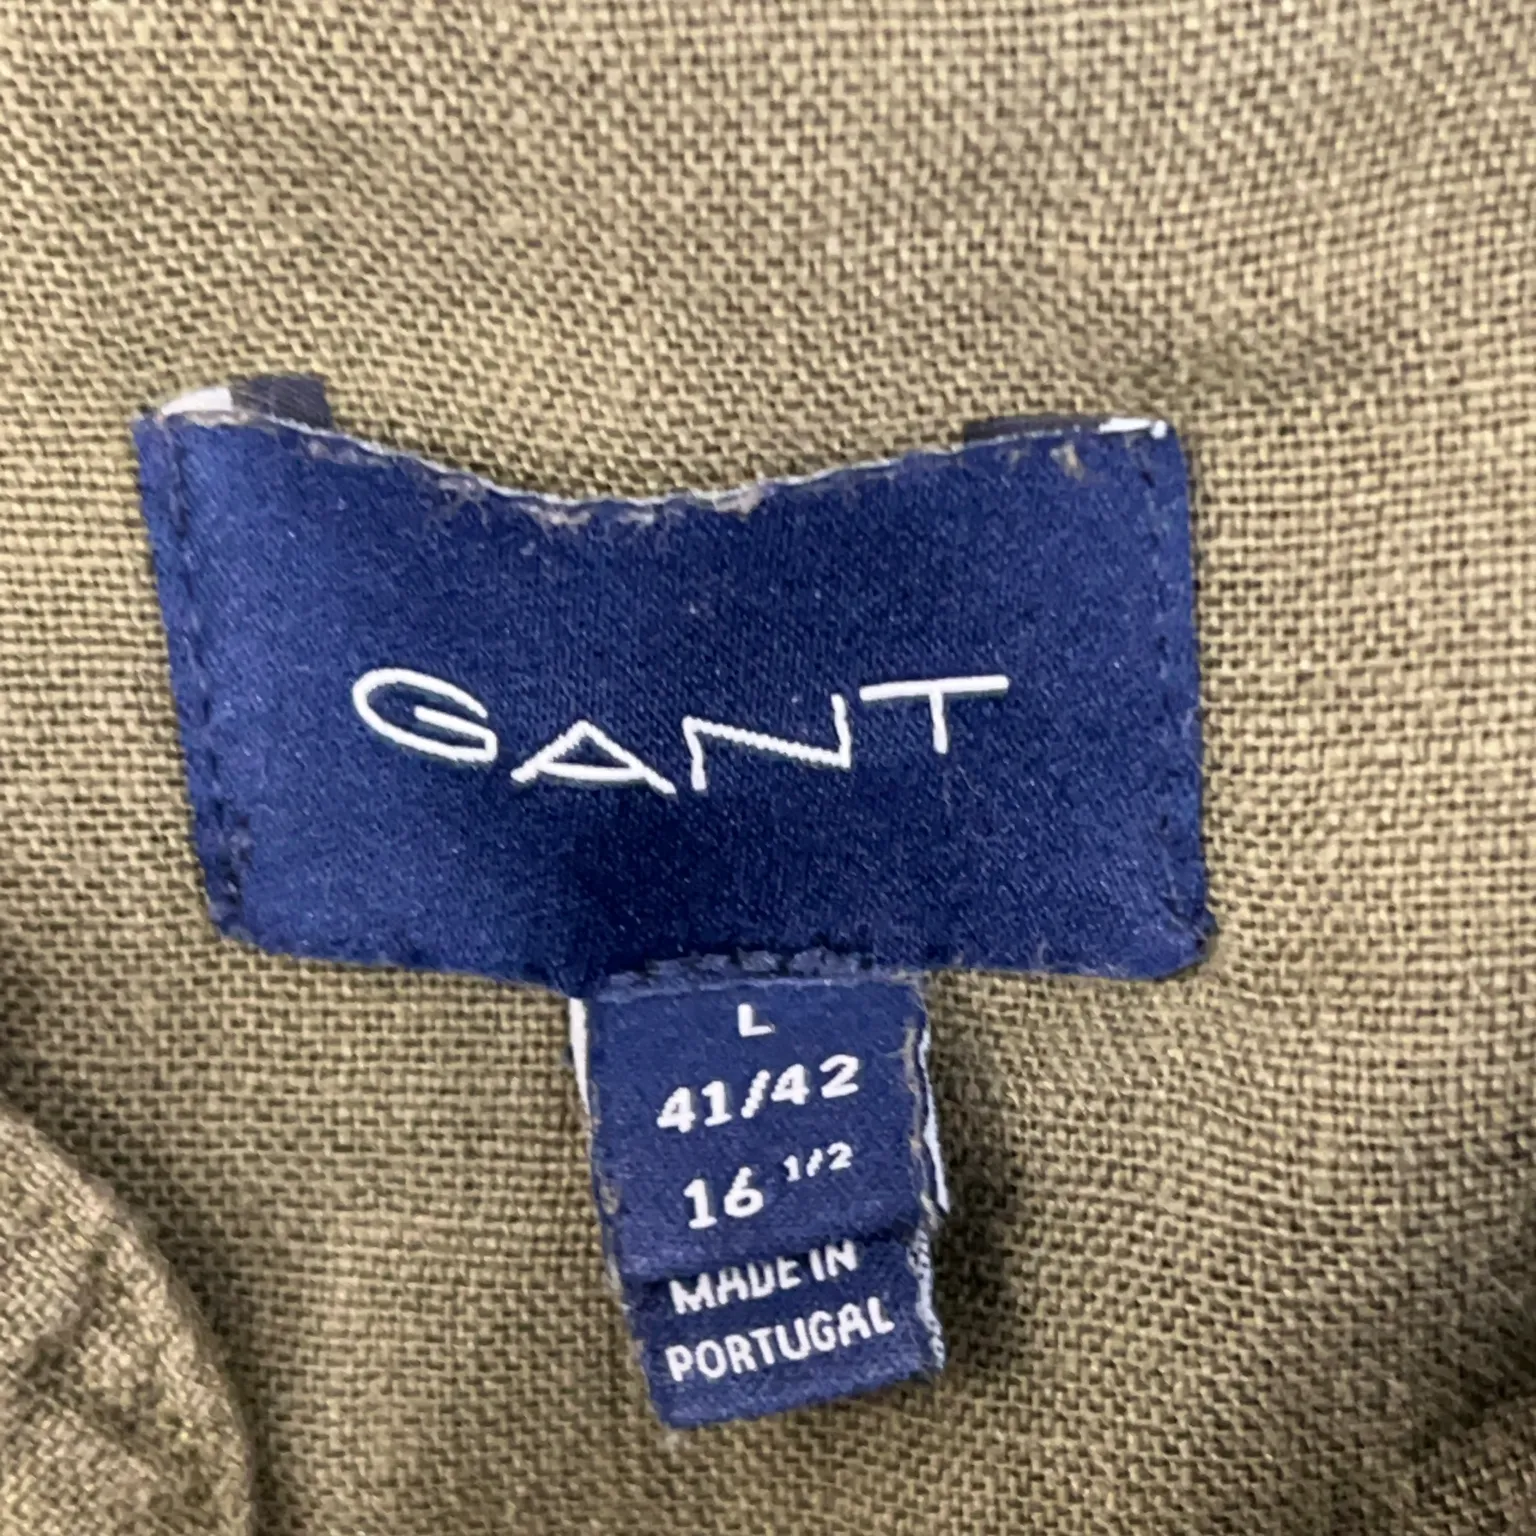 GANT
L
41/42
16 1/2
MADE IN
PORTUGAL